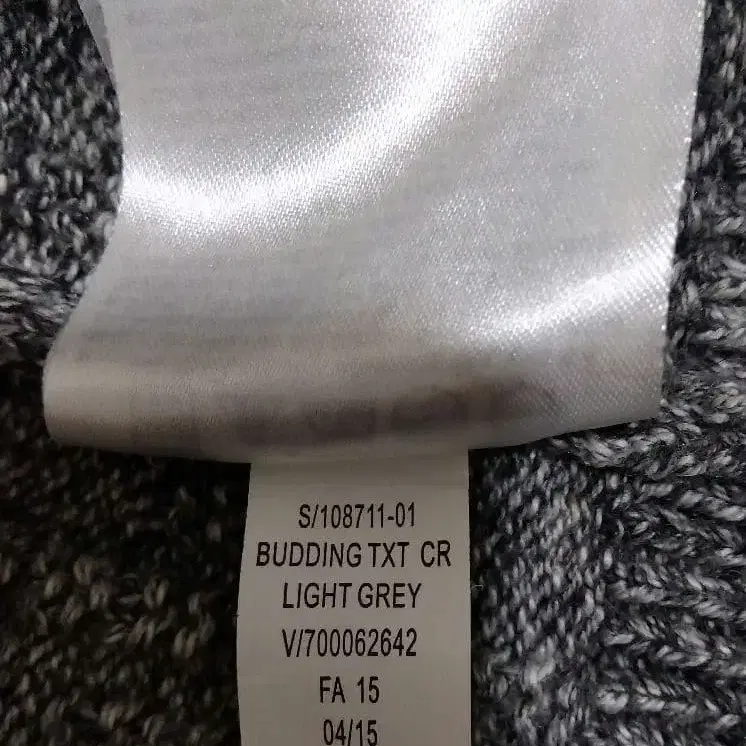 S/108711-01
BUDDING TXT CR
LIGHT GREY
V/700062642
FA 15
04/15